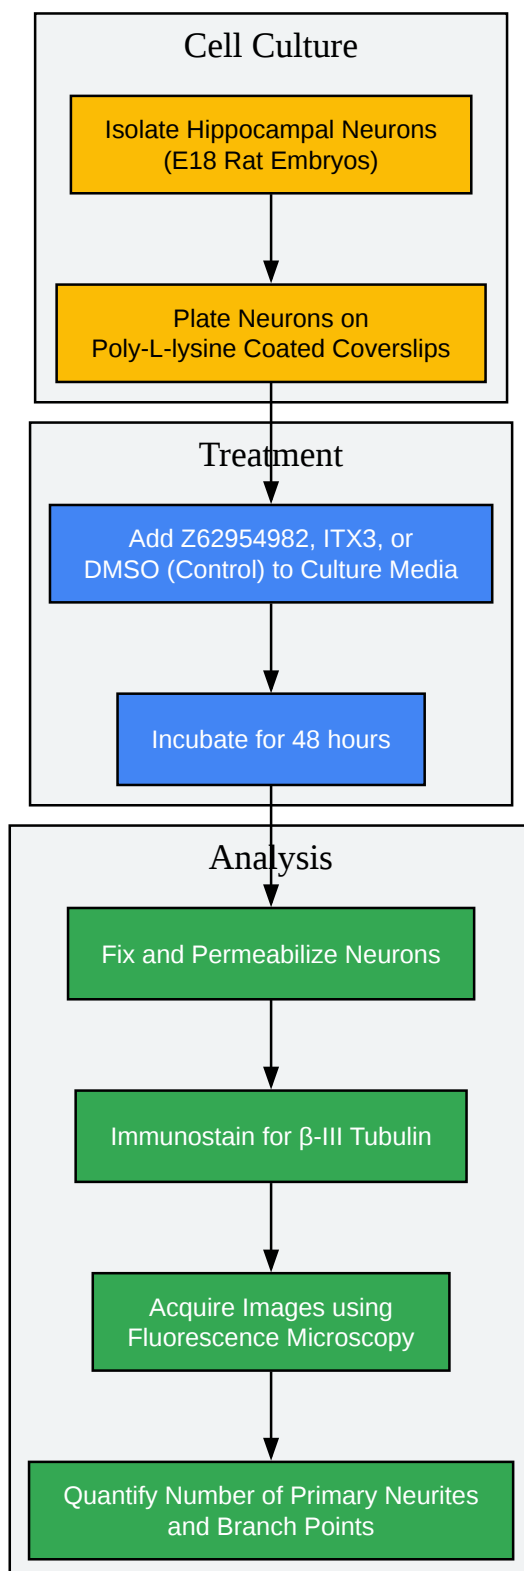 Cell Culture
Isolate Hippocampal Neurons
(E18 Rat Embryos)
Plate Neurons on
Poly-L-lysine Coated Coverslips
Treatment
Add Z62954982, ITX3, or
DMSO (Control) to Culture Media
Incubate for 48 hours
Analysis
Fix and Permeabilize Neurons
Immunostain for β-III Tubulin
Acquire Images using
Fluorescence Microscopy
Quantify Number of Primary Neurites
and Branch Points